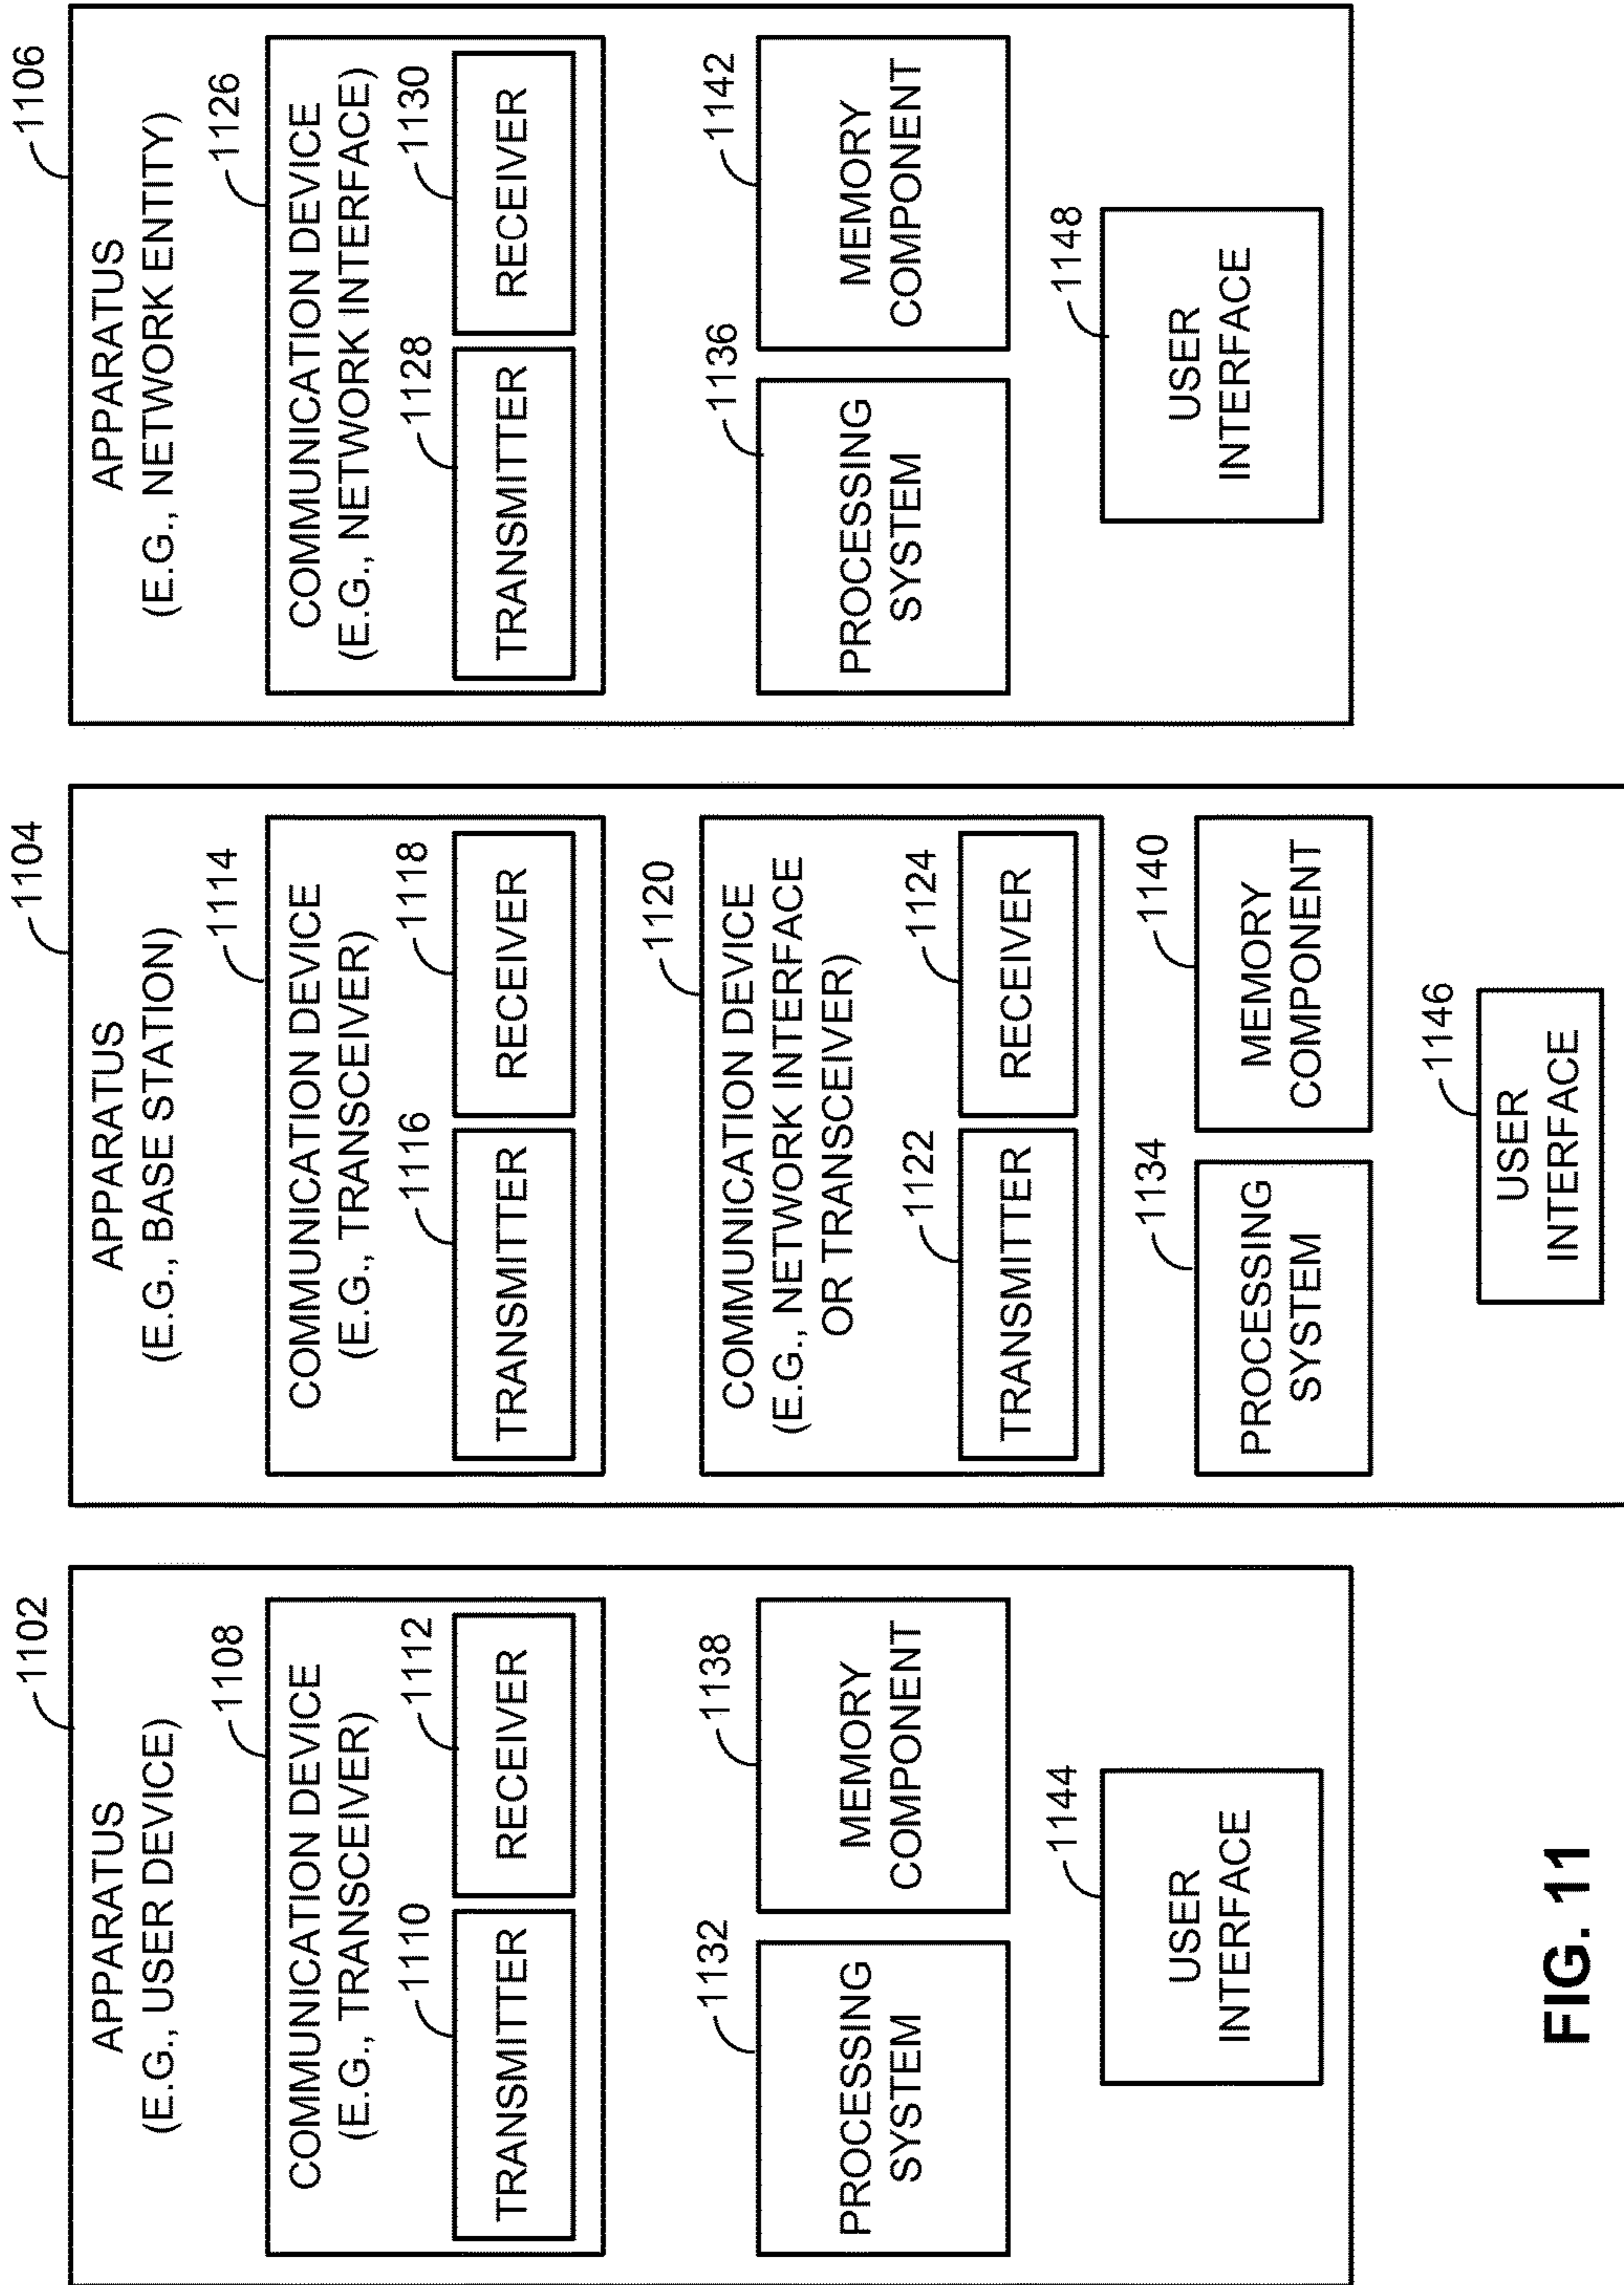 1102
APPARATUS
(E.G., USER DEVICE)
1108
COMMUNICATION DEVICE
(E.G., TRANSCEIVER)
1110
1112
TRANSMITTER
RECEIVER
1132
1138
PROCESSING
SYSTEM
MEMORY
COMPONENT
1144
USER
INTERFACE
1104
APPARATUS
(E.G., BASE STATION)
1114
COMMUNICATION DEVICE
(E.G., TRANSCEIVER)
1116
1118
TRANSMITTER
RECEIVER
1120
COMMUNICATION DEVICE
(E.G., NETWORK INTERFACE
OR TRANSCEIVER)
1122
1124
TRANSMITTER
RECEIVER
1134
1140
PROCESSING
SYSTEM
MEMORY
COMPONENT
1146
USER
INTERFACE
1106
APPARATUS
(E.G., NETWORK ENTITY)
1126
COMMUNICATION DEVICE
(E.G., NETWORK INTERFACE)
1128
1130
TRANSMITTER
RECEIVER
1136
1142
PROCESSING
SYSTEM
MEMORY
COMPONENT
1148
USER
INTERFACE
FIG. 11